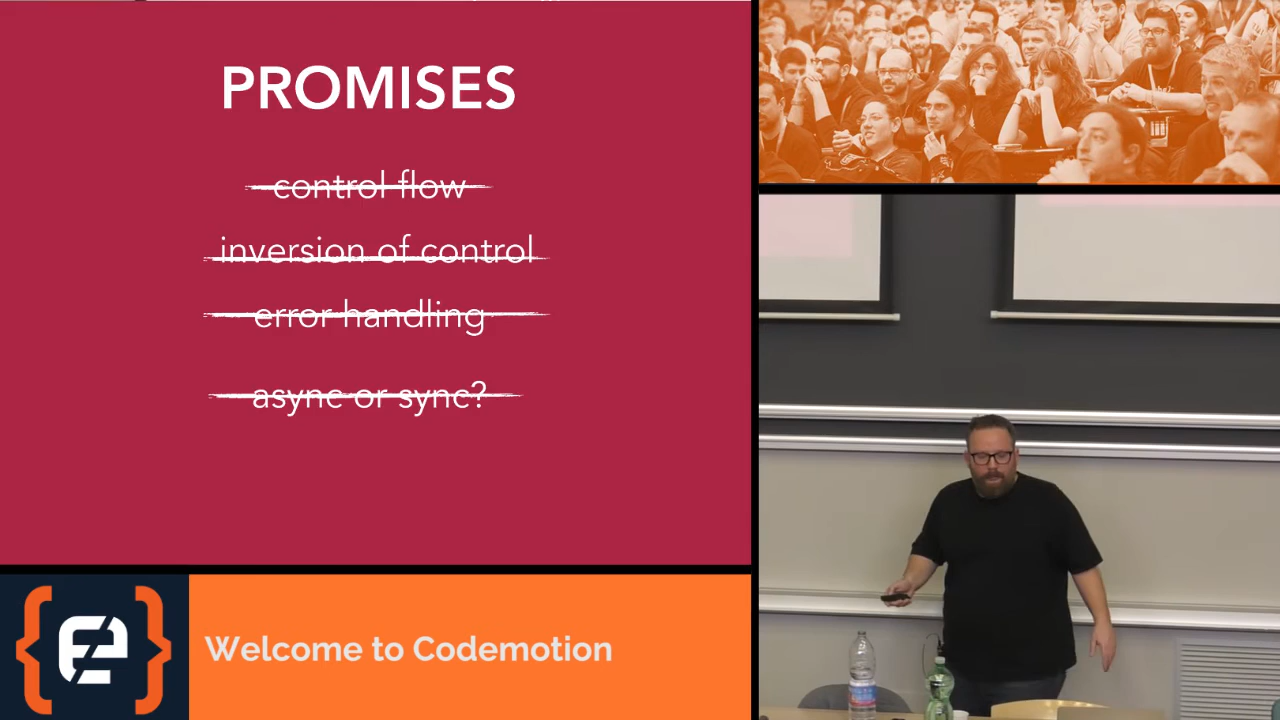 PROMISES
control flow
inversion of control
error handling
async or sync?
Welcome to Codemotion